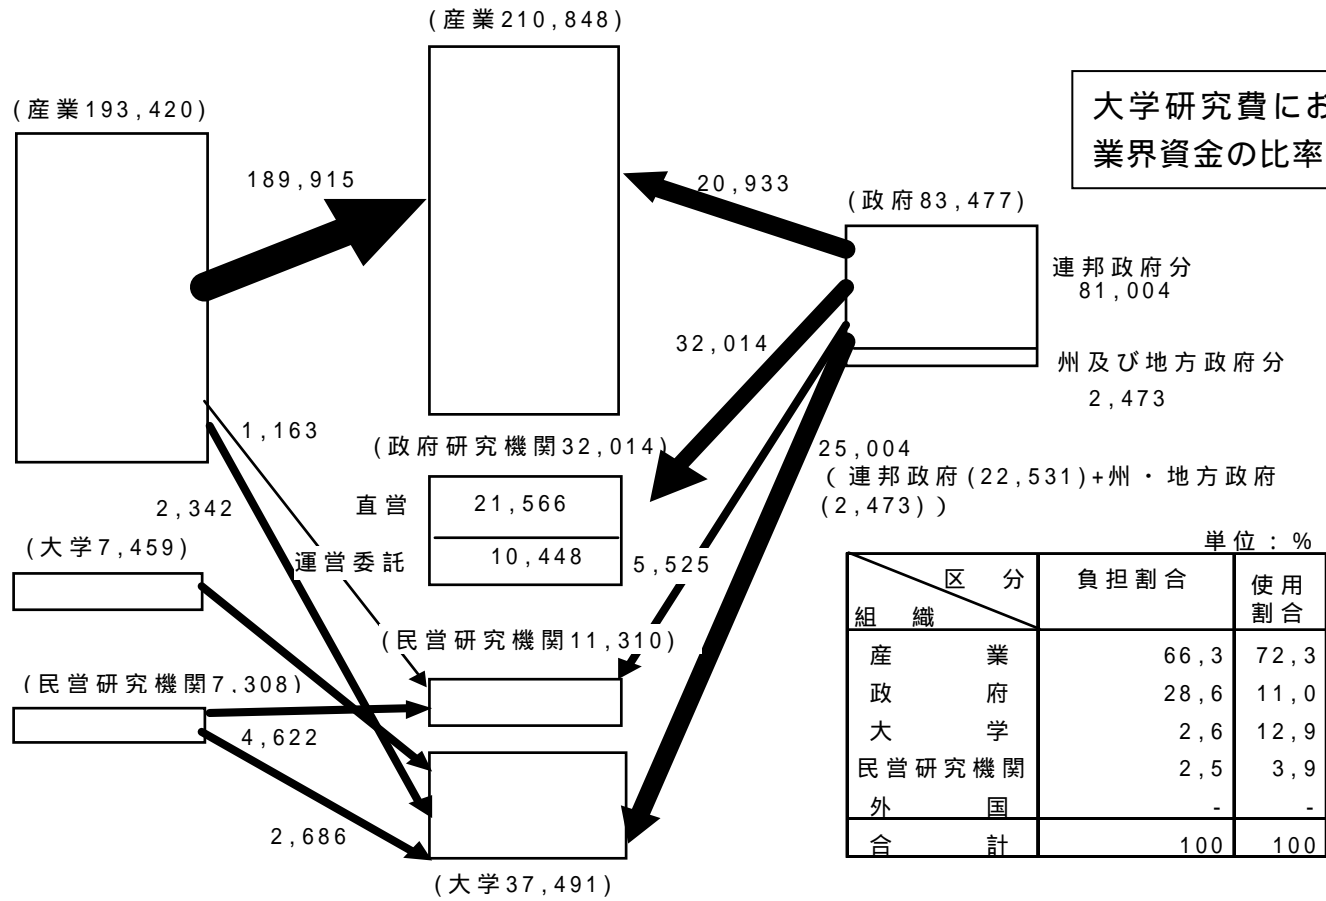 (産業210,848)
(産業193,420)
大学研究費にお
業界資金の比率
189,915
20,933
(政府83,477)
連邦政府分
81,004
32,014
州及び地方政府分
2,473
1,163
(政府研究機関32,014)
25,004
(連邦政府(22,531)+州・地方政府
(2,473))
直営 21,566
2,342
運営委託 10,448
5,525
(大学7,459)
(民営研究機関11,310)
(民営研究機関7,308)
4,622
2,686
(大学37,491)
単位:%
区分 負担割合 使用
組織 割合
産業 66,3 72,3
政府 28,6 11,0
大学 2,6 12,9
民営研究機関 2,5 3,9
外国 - -
合計 100 100